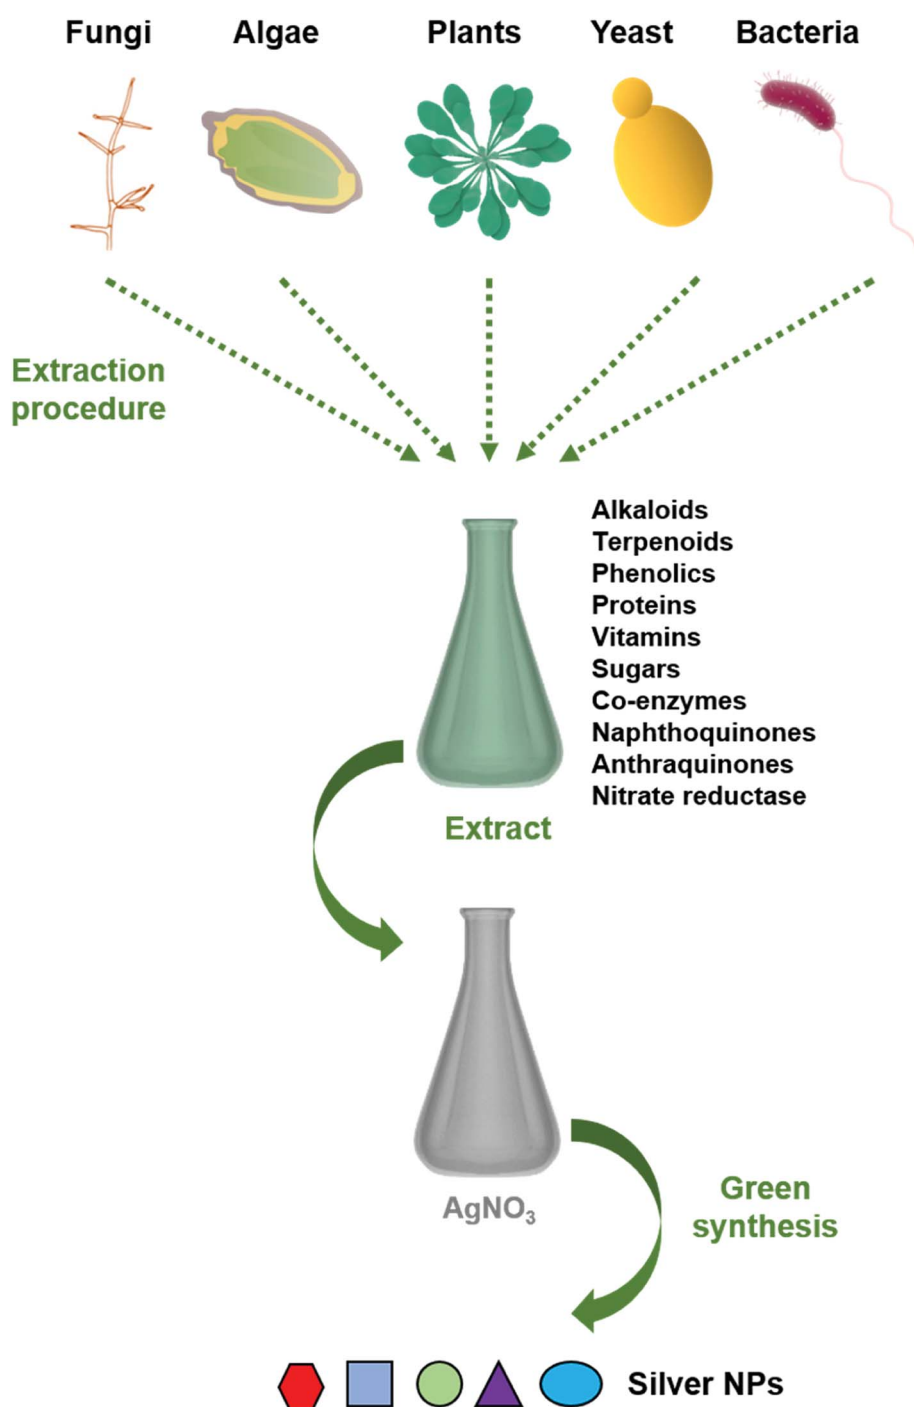 Fungi Algae Plants Yeast Bacteria
Extraction
procedure
Alkaloids
Terpenoids
Phenolics
Proteins
Vitamins
Sugars
Co-enzymes
Naphthoquinones
Anthraquinones
Nitrate reductase
Extract
AgNO₃
Green
synthesis
Silver NPs